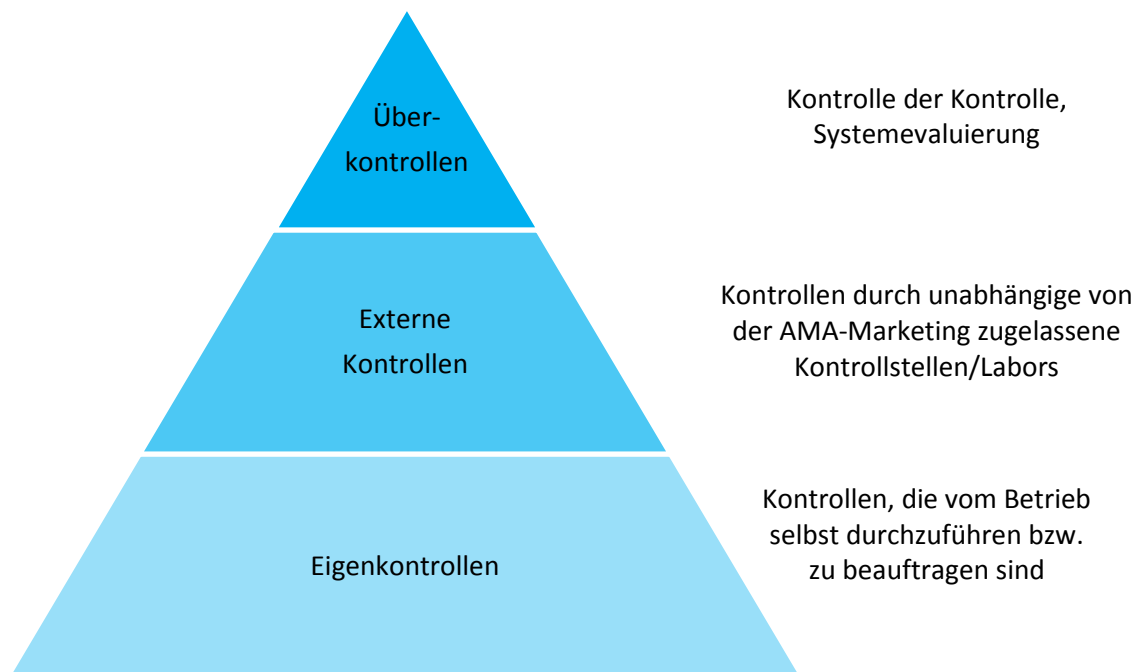 Über-
kontrollen
Kontrolle der Kontrolle,
Systemevaluierung
Externe
Kontrollen
Kontrollen durch unabhängige von
der AMA-Marketing zugelassene
Kontrollstellen/Labors
Eigenkontrollen
Kontrollen, die vom Betrieb
selbst durchzuführen bzw.
zu beauftragen sind